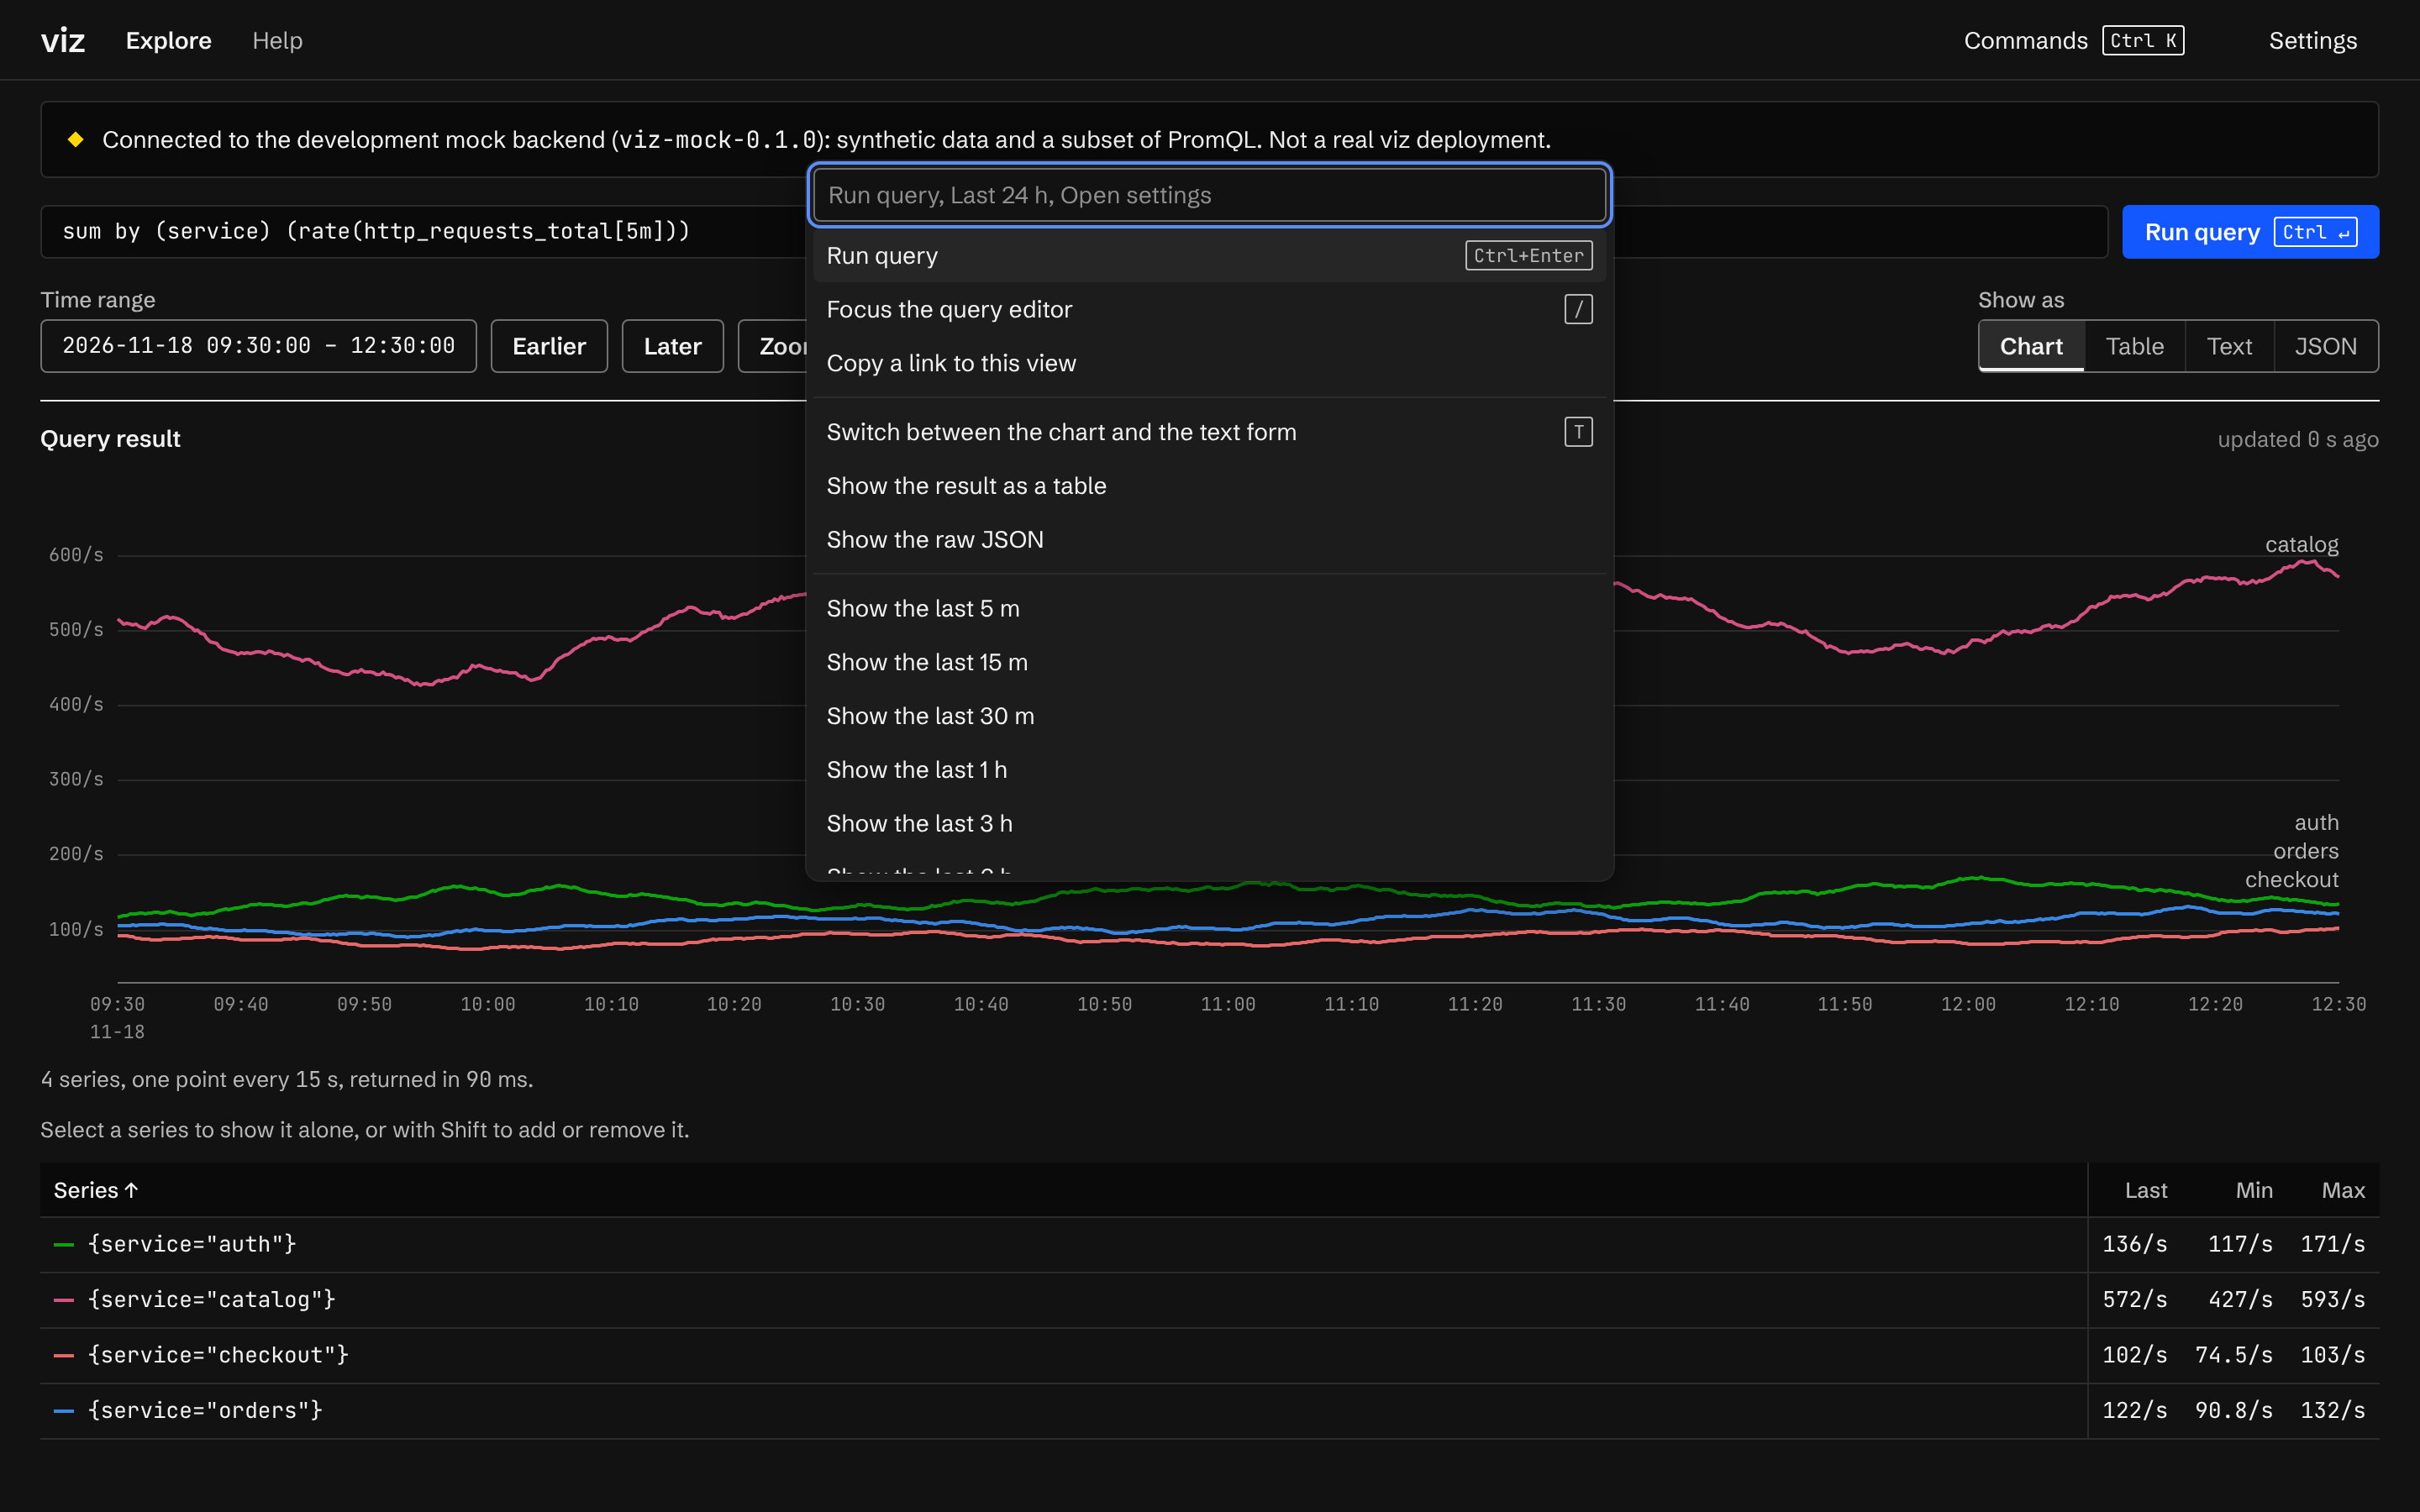 viz Explore Help Commands Ctrl K Settings
Connected to the development mock backend (viz-mock-0.1.0): synthetic data and a subset of PromQL. Not a real viz deployment.
sum by (service) (rate(http_requests_total[5m]))
Run query Ctrl ↵
Time range
2026-11-18 09:30:00 – 12:30:00
Earlier
Later
Show as
Chart Table Text JSON
Run query, Last 24 h, Open settings
Run query Ctrl+Enter
Focus the query editor /
Copy a link to this view
Switch between the chart and the text form T
Show the result as a table
Show the raw JSON
Show the last 5 m
Show the last 15 m
Show the last 30 m
Show the last 1 h
Show the last 3 h
Query result
updated 0 s ago
600/s
500/s
400/s
300/s
200/s
100/s
catalog
auth
orders
checkout
09:30 09:40 09:50 10:00 10:10 10:20 10:30 10:40 10:50 11:00 11:10 11:20 11:30 11:40 11:50 12:00 12:10 12:20 12:30
11-18
4 series, one point every 15 s, returned in 90 ms.
Select a series to show it alone, or with Shift to add or remove it.
Series ↑ Last Min Max
{service="auth"} 136/s 117/s 171/s
{service="catalog"} 572/s 427/s 593/s
{service="checkout"} 102/s 74.5/s 103/s
{service="orders"} 122/s 90.8/s 132/s